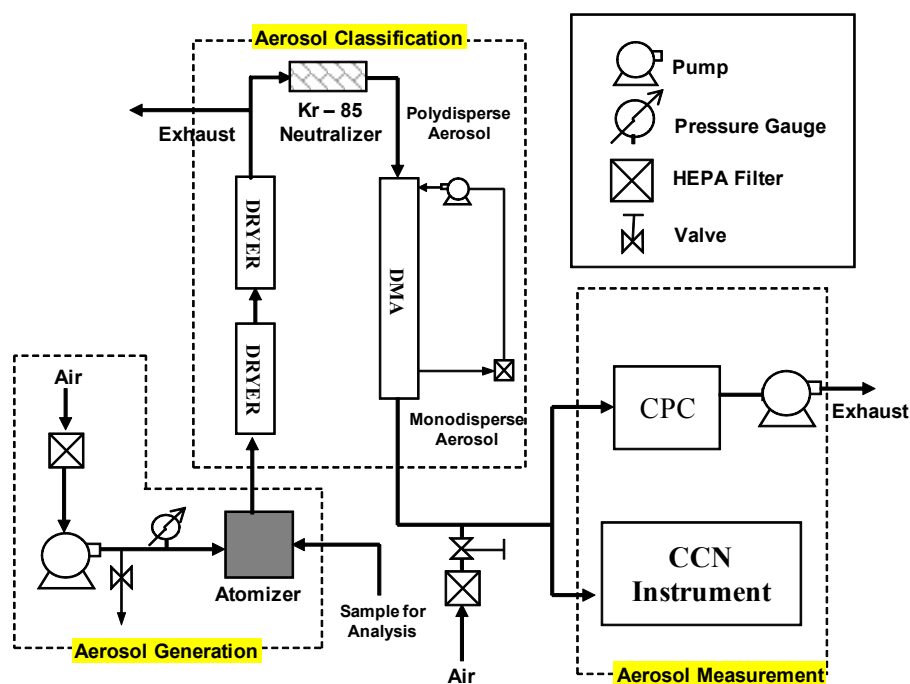 Aerosol Classification
Kr – 85
Neutralizer
Exhaust
Polydisperse
Aerosol
DRYER
DRYER
DMA
Monodisperse
Aerosol
Pump
Pressure Gauge
HEPA Filter
Valve
Air
Atomizer
Sample for
Analysis
Aerosol Generation
Air
CPC
Exhaust
CCN
Instrument
Aerosol Measurement